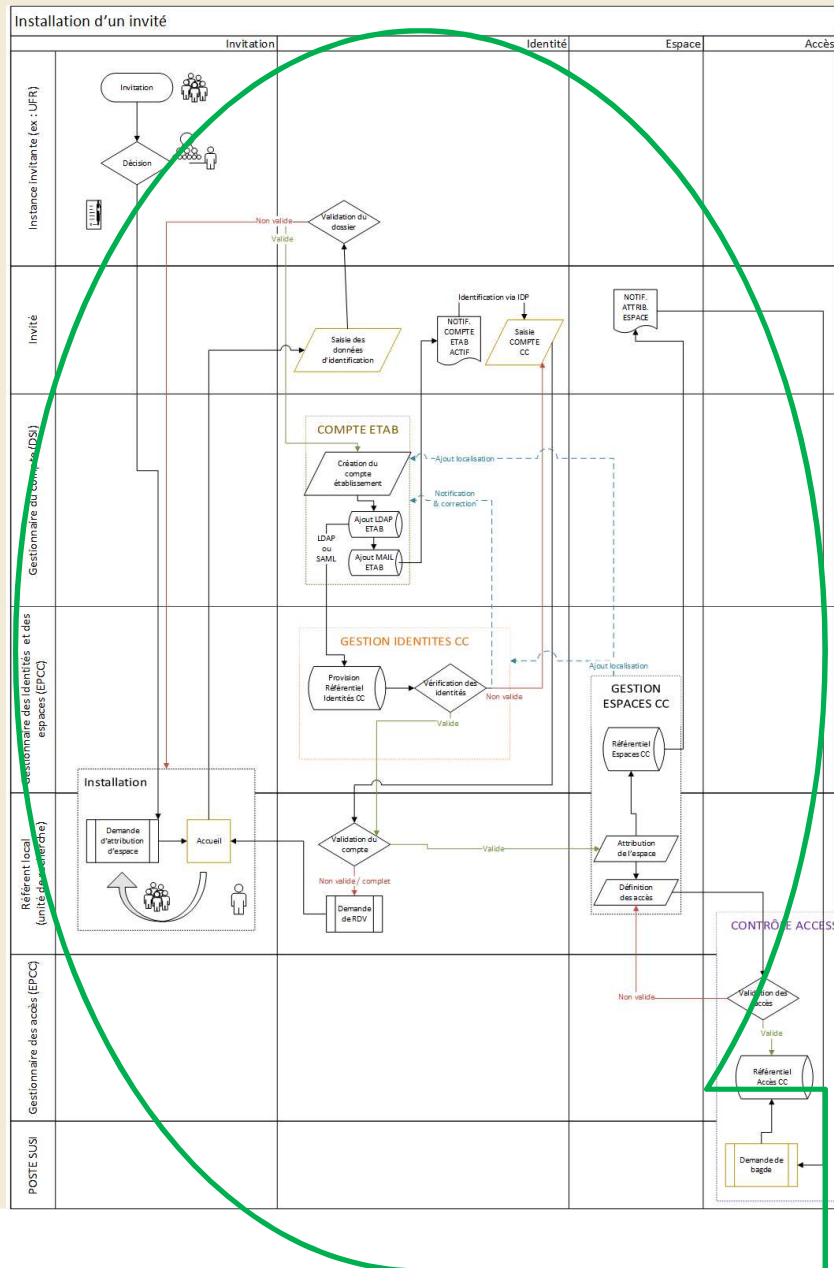 Installation d'un invité
Invitation
Identité
Espace
Accès
Instance invitante (ex : UFR)
Invitation
Décision
Non valide
Valide
Validation du
dossier
Invité
Saisie des
données
d'identification
Identification via IDP
NOTIF.
COMPTE
ETAB
ACTIF
Saisie
COMPTE
CC
NOTIF.
ATTRIB.
ESPACE
Gestionnaire du compte (DSI)
COMPTE ETAB
Création du
compte
établissement
Ajout LDAP
ETAB
Ajout MAIL
ETAB
LDAP
ou
SAML
Ajout localisation
Notification
& correction
Gestionnaire des Identités et des
espaces (EPCC)
GESTION IDENTITES CC
Provision
Référentiel
Identités CC
Vérification des
identités
Non valide
Valide
Ajout localisation
GESTION
ESPACES CC
Référentiel
Espaces CC
Installation
Référent local
(unité de recherche)
Demande
d'attribution
d'espace
Accueil
Validation du
compte
Valide
Non valide / complet
Demande
de RDV
Attribution
de l'espace
Définition
des accès
CONTRÔLE ACCESS
Gestionnaire des accès (EPCC)
Non valide
Validation des
accès
Valide
Référentiel
Accès CC
POSTE SUSI
Demande de
bagde